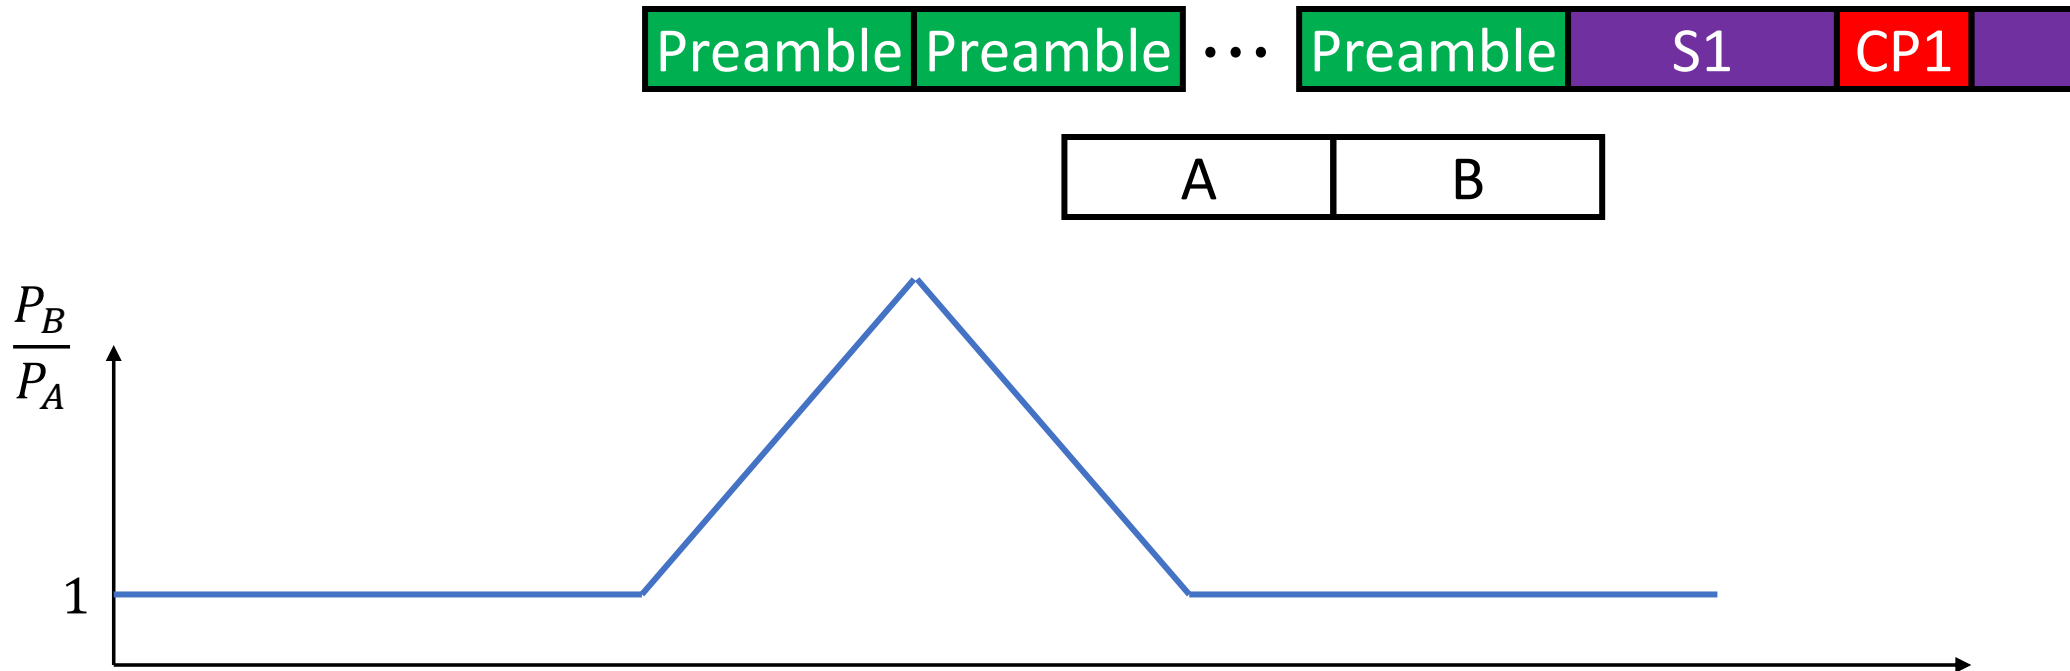 Preamble Preamble ··· Preamble S1 CP1
A B
P_B
P_A
1